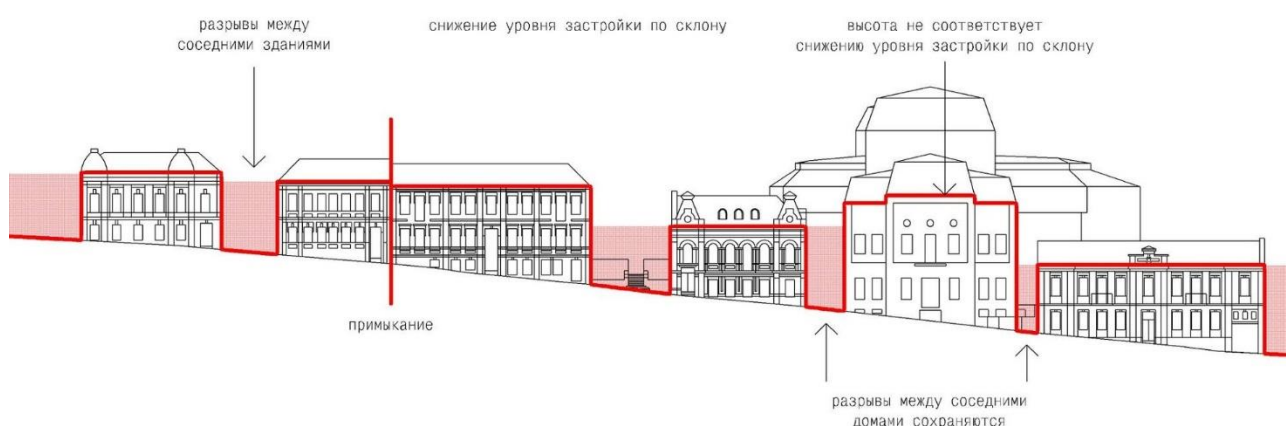 разрывы между
соседними зданиями
снижение уровня застройки по склону
высота не соответствует
снижению уровня застройки по склону
примыкание
разрывы между соседними
домами сохраняются